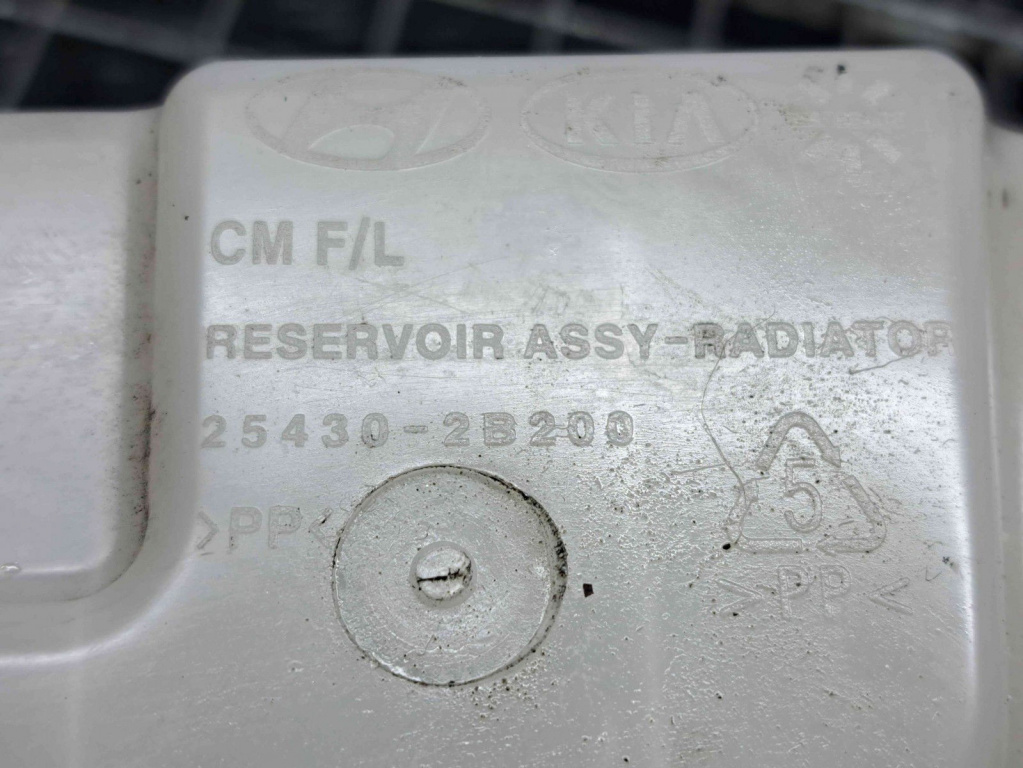 KIA
CM F/L
RESERVOIR ASSY-RADIATOR
25430-2B200
>PP<
5
>PP<